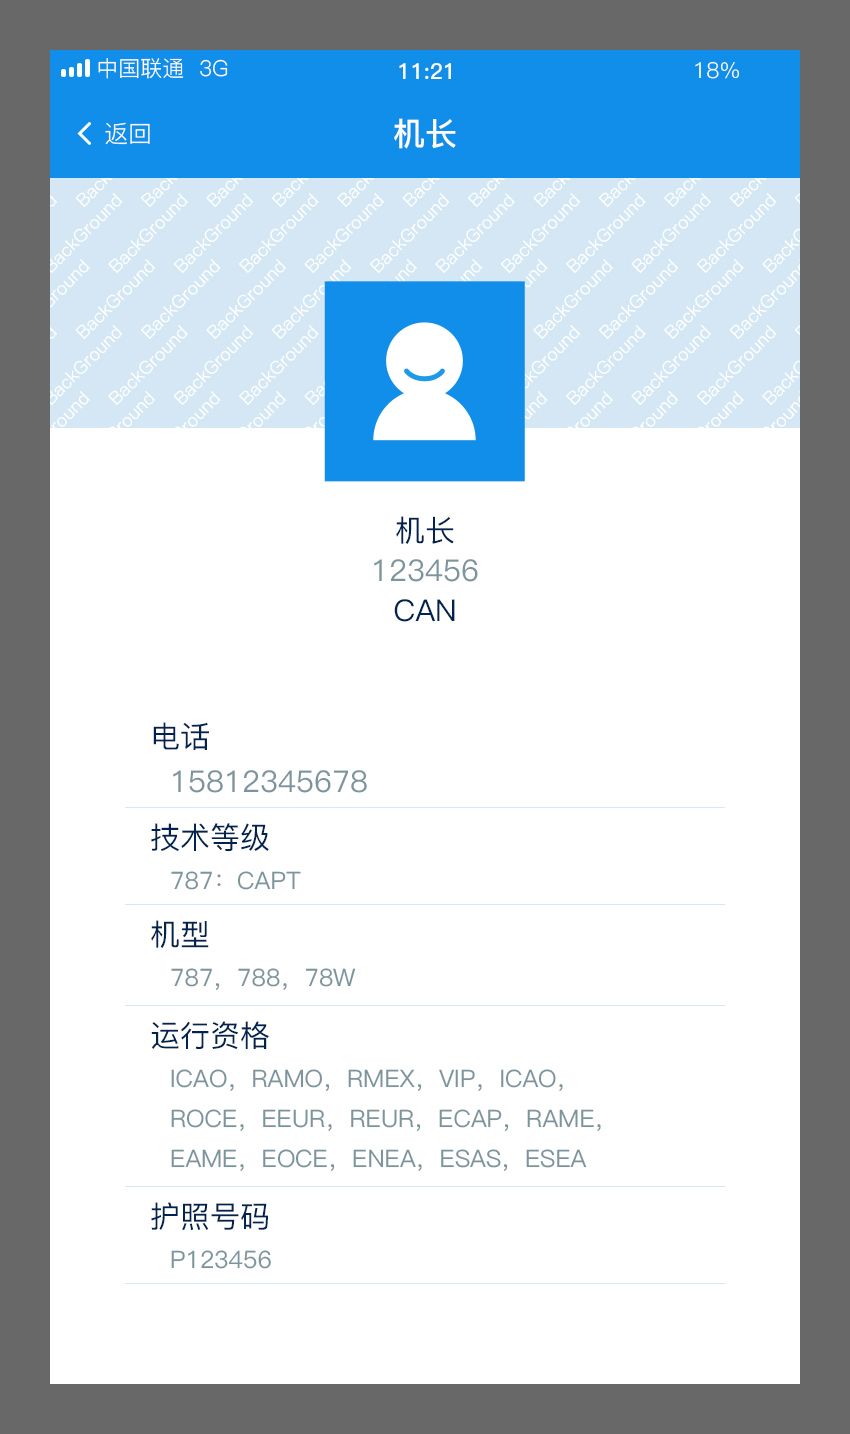 中国联通 3G 11:21 18%
返回 机长
BackGround
机长
123456
CAN
电话
15812345678
技术等级
787：CAPT
机型
787，788，78W
运行资格
ICAO，RAMO，RMEX，VIP，ICAO，
ROCE，EEUR，REUR，ECAP，RAME，
EAME，EOCE，ENEA，ESAS，ESEA
护照号码
P123456